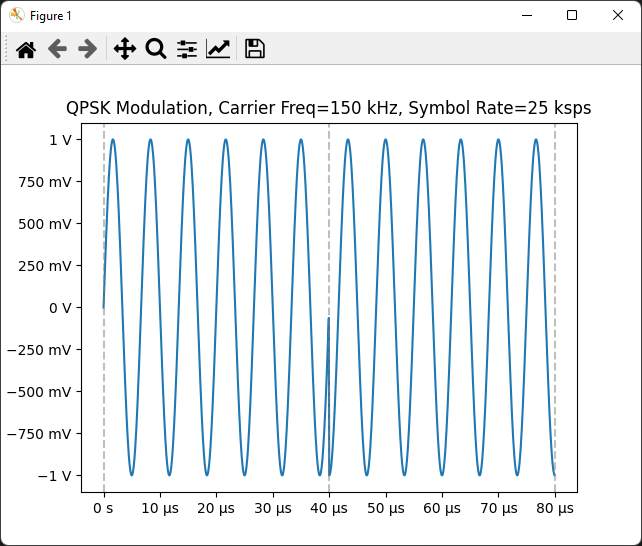 Figure 1
QPSK Modulation, Carrier Freq=150 kHz, Symbol Rate=25 ksps
1 V
750 mV
500 mV
250 mV
0 V
−250 mV
−500 mV
−750 mV
−1 V
0 s 10 µs 20 µs 30 µs 40 µs 50 µs 60 µs 70 µs 80 µs